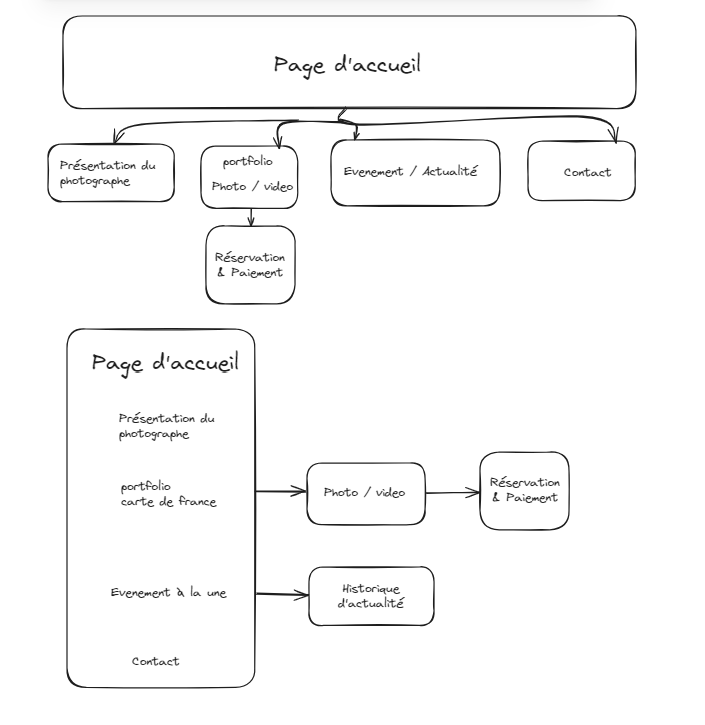 Page d'accueil
Présentation du
photographe
portfolio
Photo / video
Evenement / Actualité
Contact
Réservation
& Paiement
Page d'accueil
Présentation du
photographe
portfolio
carte de france
Photo / video
Réservation
& Paiement
Evenement à la une
Historique
d'actualité
Contact